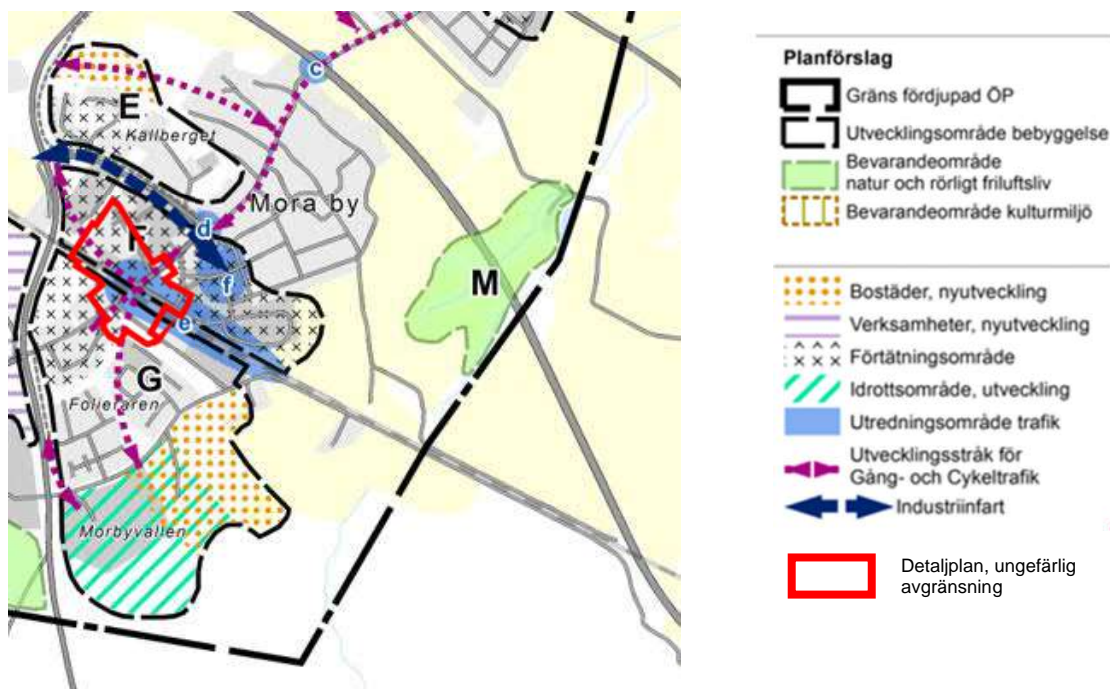 c
E
Källberget
Mora by
d
F
f
M
e
G
Folieraren
Morbyvallen
Planförslag
Gräns fördjupad ÖP
Utvecklingsområde bebyggelse
Bevarandeområde
natur och rörligt friluftsliv
Bevarandeområde kulturmiljö
Bostäder, nyutveckling
Verksamheter, nyutveckling
Förtätningsområde
Idrottsområde, utveckling
Utredningsområde trafik
Utvecklingsstråk för
Gång- och Cykeltrafik
Industriinfart
Detaljplan, ungefärlig
avgränsning